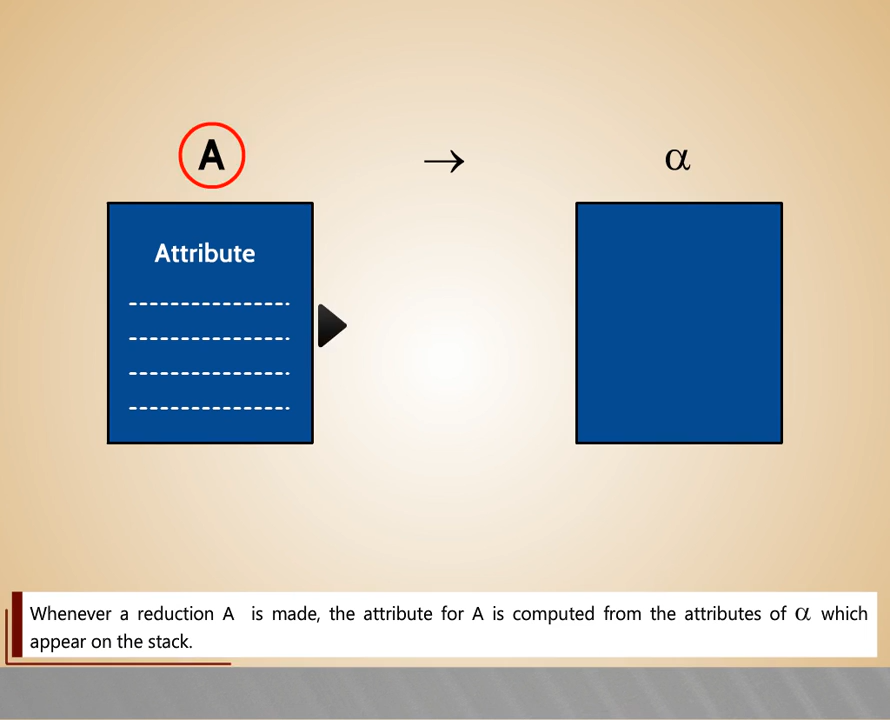 A → α
Attribute
Whenever a reduction A is made, the attribute for A is computed from the attributes of α which
appear on the stack.